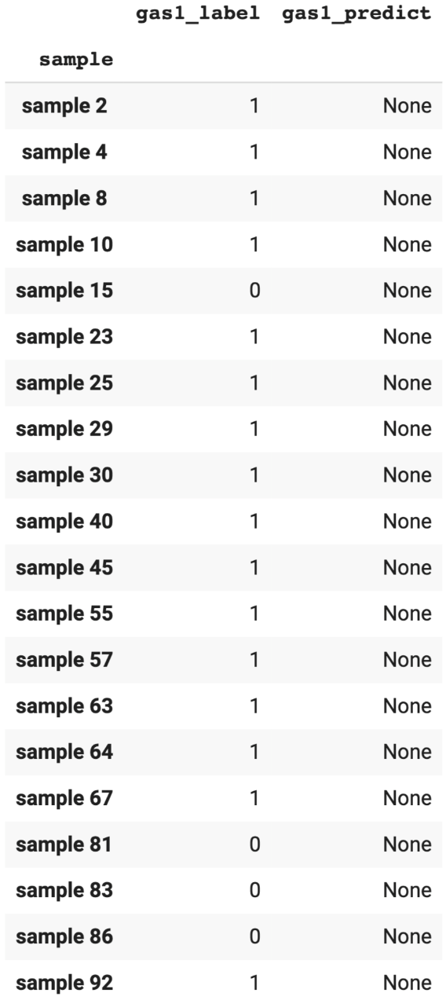 gas1_label gas1_predict
sample
sample 2 1 None
sample 4 1 None
sample 8 1 None
sample 10 1 None
sample 15 0 None
sample 23 1 None
sample 25 1 None
sample 29 1 None
sample 30 1 None
sample 40 1 None
sample 45 1 None
sample 55 1 None
sample 57 1 None
sample 63 1 None
sample 64 1 None
sample 67 1 None
sample 81 0 None
sample 83 0 None
sample 86 0 None
sample 92 1 None